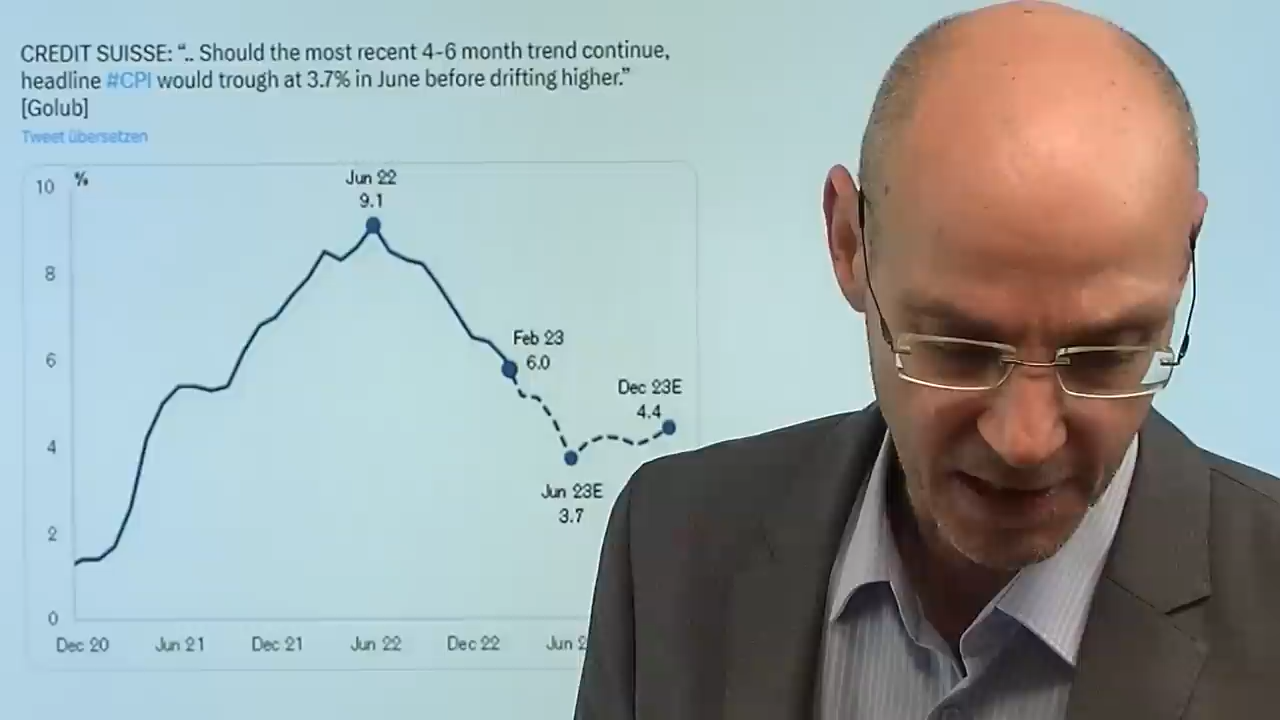 CREDIT SUISSE: “.. Should the most recent 4-6 month trend continue,
headline #CPI would trough at 3.7% in June before drifting higher.”
[Golub]
Tweet übersetzen
%
10
8
6
4
2
0
Jun 22
9.1
Feb 23
6.0
Dec 23E
4.4
Jun 23E
3.7
Dec 20 Jun 21 Dec 21 Jun 22 Dec 22 Jun 2